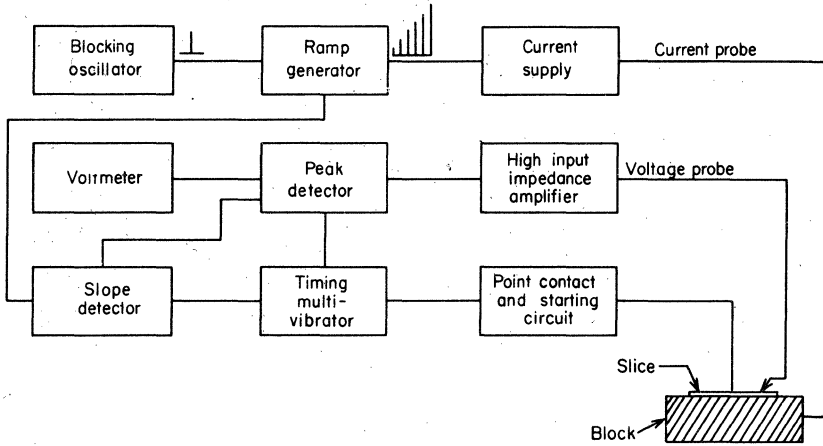 Blocking
oscillator
Ramp
generator
Current
supply
Current probe
Voltmeter
Peak
detector
High input
impedance
amplifier
Voltage probe
Slope
detector
Timing
multi-
vibrator
Point contact
and starting
circuit
Slice
Block